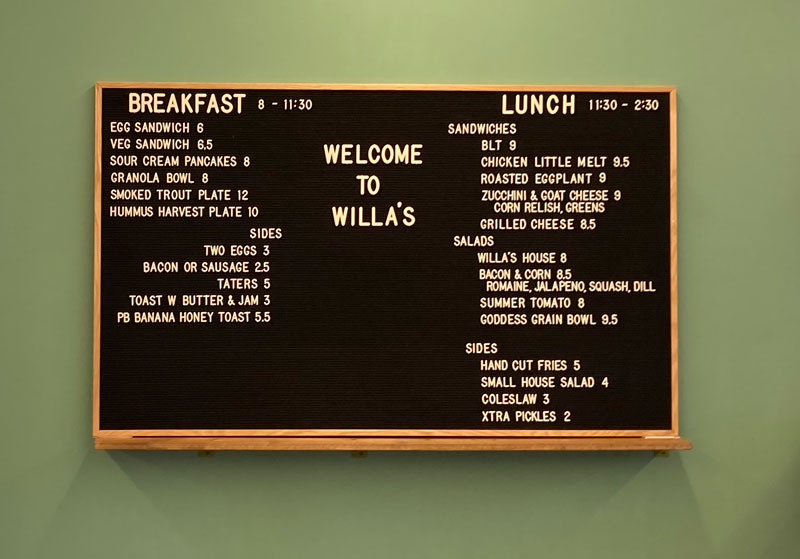 BREAKFAST 8 - 11:30
EGG SANDWICH 6
VEG SANDWICH 6.5
SOUR CREAM PANCAKES 8
GRANOLA BOWL 8
SMOKED TROUT PLATE 12
HUMMUS HARVEST PLATE 10
SIDES
TWO EGGS 3
BACON OR SAUSAGE 2.5
TATERS 5
TOAST W BUTTER & JAM 3
PB BANANA HONEY TOAST 5.5
WELCOME
TO
WILLA'S
LUNCH 11:30 - 2:30
SANDWICHES
BLT 9
CHICKEN LITTLE MELT 9.5
ROASTED EGGPLANT 9
ZUCCHINI & GOAT CHEESE 9
CORN RELISH, GREENS
GRILLED CHEESE 8.5
SALADS
WILLA'S HOUSE 8
BACON & CORN 8.5
ROMAINE, JALAPENO, SQUASH, DILL
SUMMER TOMATO 8
GODDESS GRAIN BOWL 9.5
SIDES
HAND CUT FRIES 5
SMALL HOUSE SALAD 4
COLESLAW 3
XTRA PICKLES 2